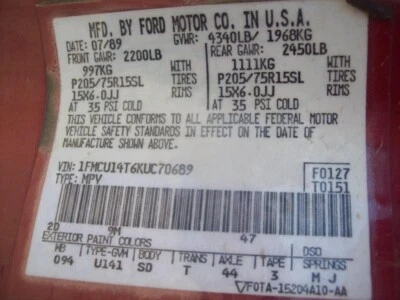 MFD. BY FORD MOTOR CO. IN U.S.A.
DATE: 07/89 GVWR: 4340LB/ 1968KG
FRONT GAWR: 2200LB REAR GAWR: 2450LB
997KG WITH 1111KG WITH
P205/75R15SL TIRES P205/75R15SL TIRES
15X6.0JJ RIMS 15X6.0JJ RIMS
AT 35 PSI COLD AT 35 PSI COLD
THIS VEHICLE CONFORMS TO ALL APPLICABLE FEDERAL MOTOR
VEHICLE SAFETY STANDARDS IN EFFECT ON THE DATE OF
MANUFACTURE SHOWN ABOVE.
VIN: 1FMCU14T6KUC70689 F0127
TYPE: MPV T0151
2D 9M 47
EXTERIOR PAINT COLORS DSO
WB TYPE-GVW BODY TRANS AXLE TAPE SPRINGS
094 U141 SD T 44 3 M J
F0TA-15204A10-AA